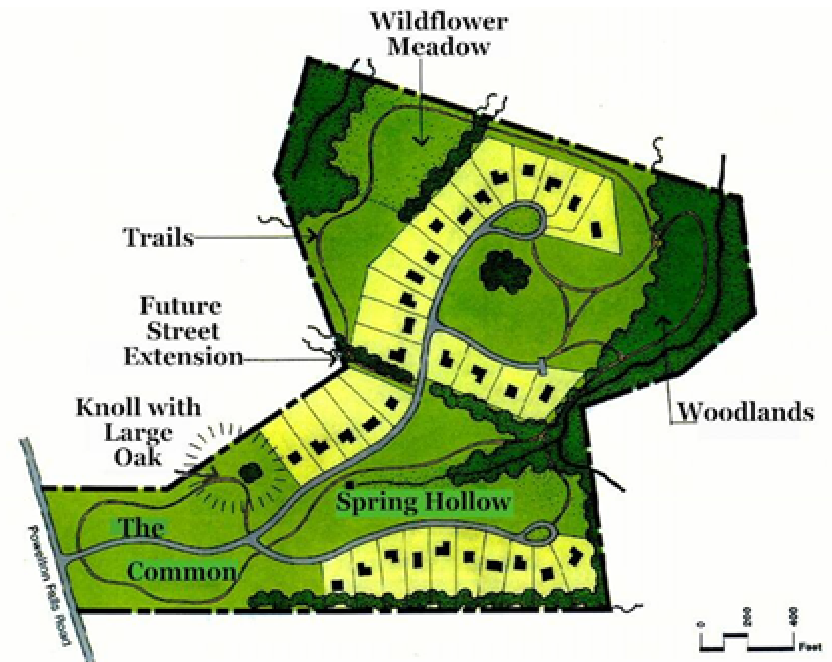 Wildflower
Meadow
Trails
Future
Street
Extension
Knoll with
Large
Oak
Woodlands
Spring Hollow
The
Common
Powelton Falls Road
0
200
400
Feet